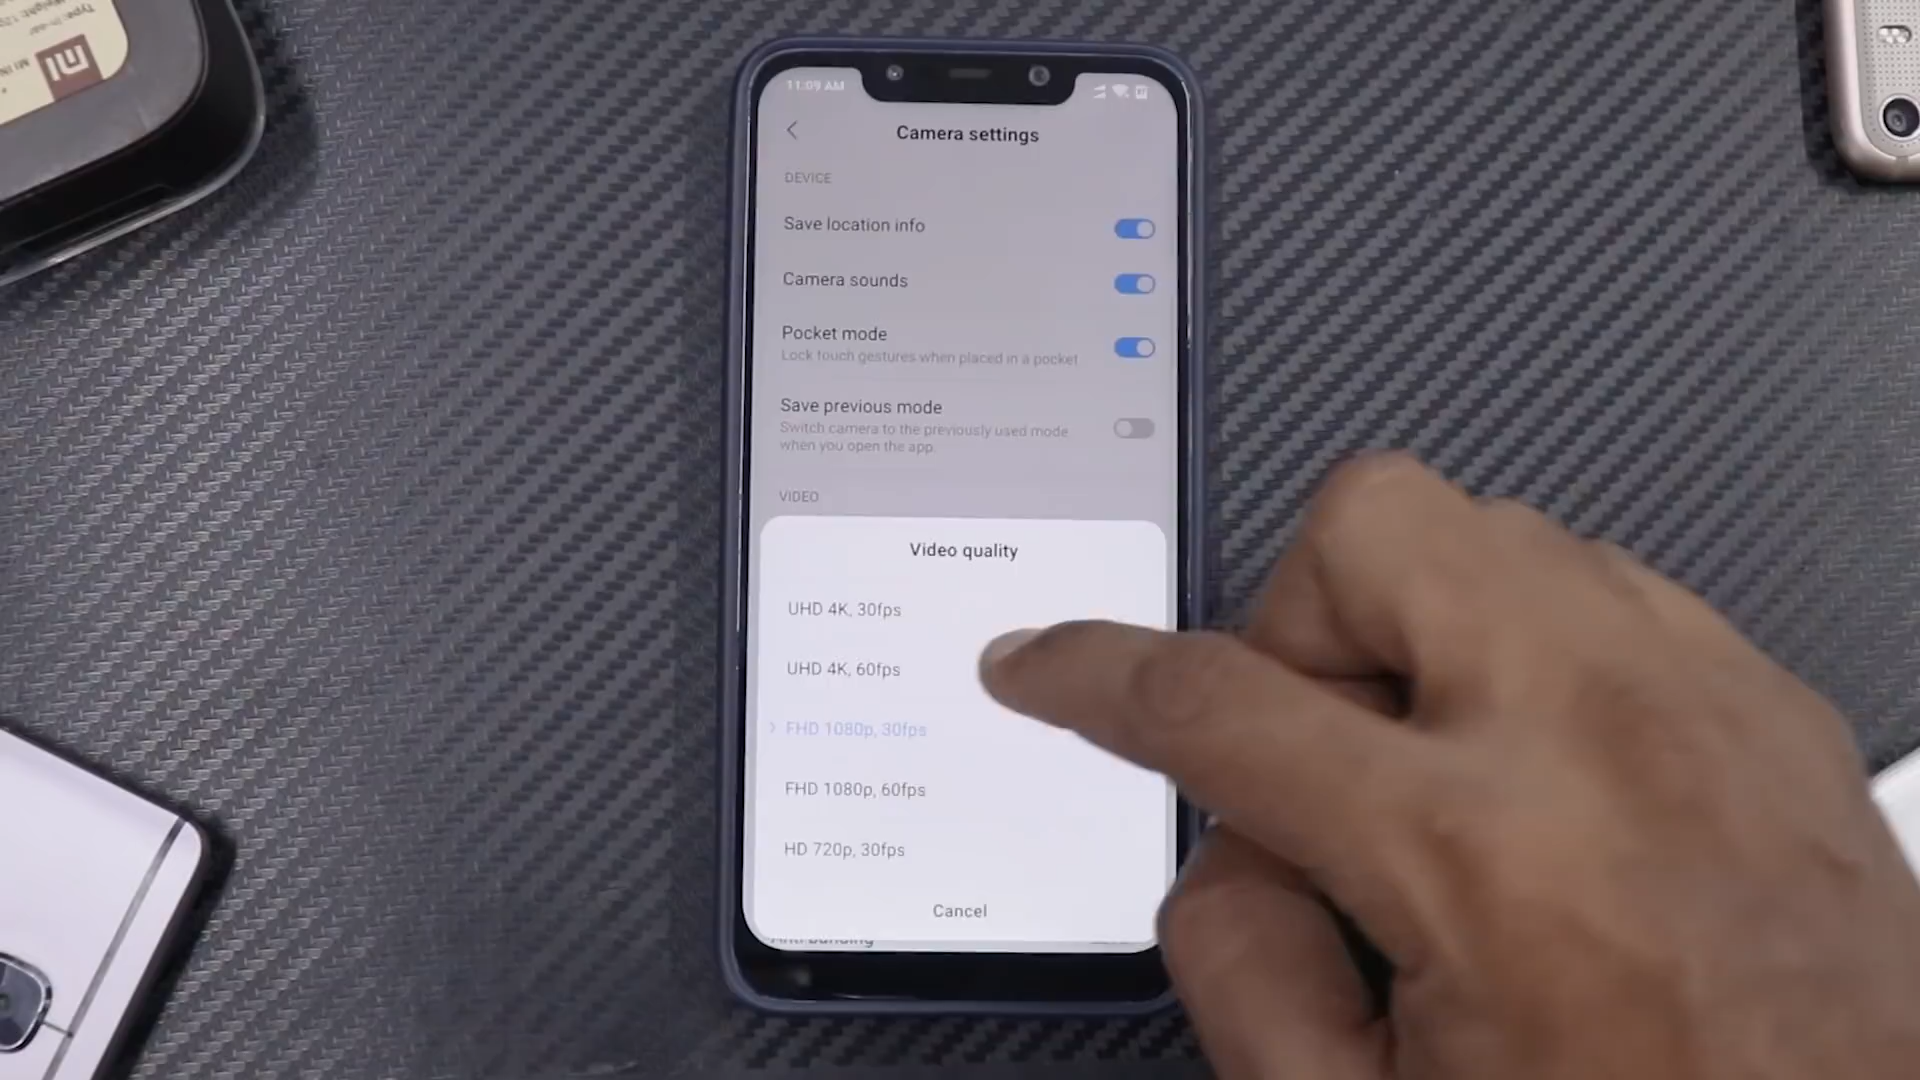 11:09 AM
Camera settings
DEVICE
Save location info
Camera sounds
Pocket mode
Lock touch gestures when placed in a pocket
Save previous mode
Switch camera to the previously used mode
when you open the app.
VIDEO
Video quality
UHD 4K, 30fps
UHD 4K, 60fps
FHD 1080p, 30fps
FHD 1080p, 60fps
HD 720p, 30fps
Cancel